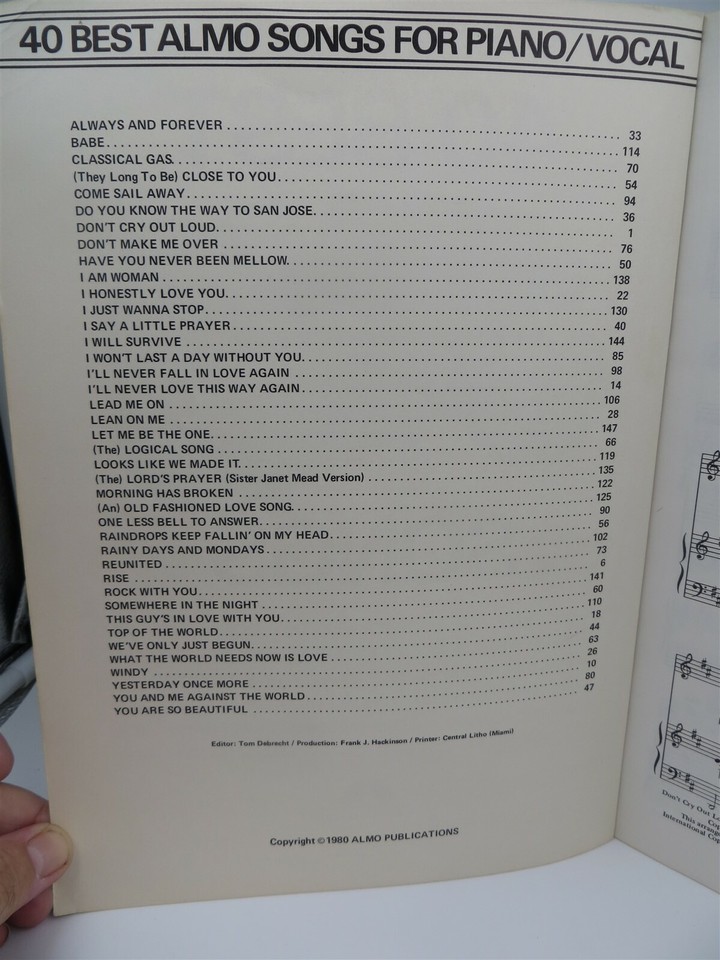 40 BEST ALMO SONGS FOR PIANO/VOCAL
ALWAYS AND FOREVER ........ 33
BABE ........ 114
CLASSICAL GAS ........ 70
(They Long To Be) CLOSE TO YOU ........ 54
COME SAIL AWAY ........ 94
DO YOU KNOW THE WAY TO SAN JOSE ........ 36
DON'T CRY OUT LOUD ........ 1
DON'T MAKE ME OVER ........ 76
HAVE YOU NEVER BEEN MELLOW ........ 50
I AM WOMAN ........ 138
I HONESTLY LOVE YOU ........ 22
I JUST WANNA STOP ........ 130
I SAY A LITTLE PRAYER ........ 40
I WILL SURVIVE ........ 144
I WON'T LAST A DAY WITHOUT YOU ........ 85
I'LL NEVER FALL IN LOVE AGAIN ........ 98
I'LL NEVER LOVE THIS WAY AGAIN ........ 14
LEAD ME ON ........ 106
LEAN ON ME ........ 28
LET ME BE THE ONE ........ 147
(The) LOGICAL SONG ........ 66
LOOKS LIKE WE MADE IT ........ 119
(The) LORD'S PRAYER (Sister Janet Mead Version) ........ 135
MORNING HAS BROKEN ........ 122
(An) OLD FASHIONED LOVE SONG ........ 125
ONE LESS BELL TO ANSWER ........ 90
RAINDROPS KEEP FALLIN' ON MY HEAD ........ 56
RAINY DAYS AND MONDAYS ........ 102
REUNITED ........ 73
RISE ........ 6
ROCK WITH YOU ........ 141
SOMEWHERE IN THE NIGHT ........ 60
THIS GUY'S IN LOVE WITH YOU ........ 110
TOP OF THE WORLD ........ 18
WE'VE ONLY JUST BEGUN ........ 44
WHAT THE WORLD NEEDS NOW IS LOVE ........ 63
WINDY ........ 26
YESTERDAY ONCE MORE ........ 10
YOU AND ME AGAINST THE WORLD ........ 80
YOU ARE SO BEAUTIFUL ........ 47
Editor: Tom Debrecht / Production: Frank J. Hackinson / Printer: Central Litho (Miami)
Copyright ©1980 ALMO PUBLICATIONS
Don't Cry Out
This
International